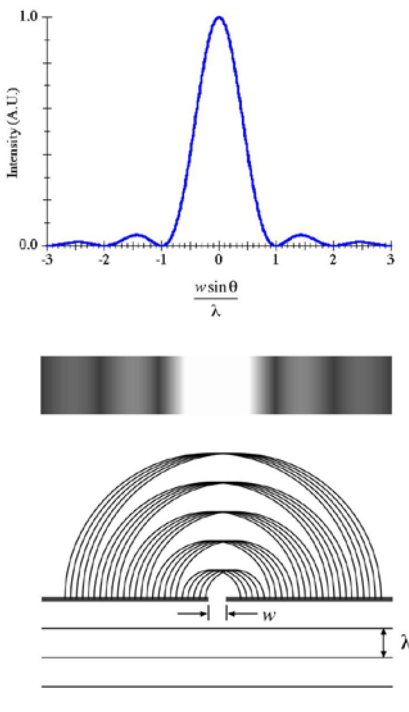 1.0
Intensity (A.U.)
0.0
-3 -2 -1 0 1 2 3
w sin θ
λ
w
λ